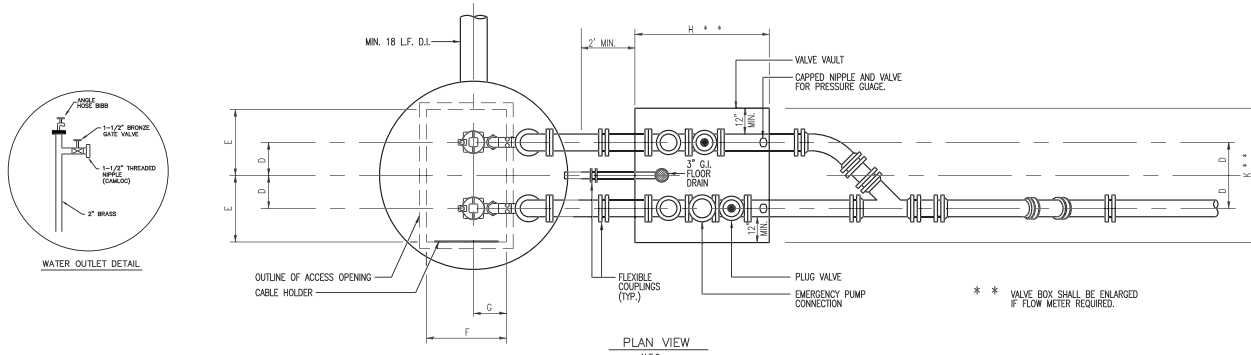 ANGLE
HOSE BIBB
1-1/2" BRONZE
GATE VALVE
1-1/2" THREADED
NIPPLE
(CAMLOC)
2" BRASS
WATER OUTLET DETAIL
MIN. 18 L.F. D.I.
2' MIN.
H * *
VALVE VAULT
CAPPED NIPPLE AND VALVE
FOR PRESSURE GUAGE.
12"
MIN.
E
D
D
E
3" G.I.
FLOOR
DRAIN
D
D
K * *
12"
MIN.
OUTLINE OF ACCESS OPENING
CABLE HOLDER
G
F
FLEXIBLE
COUPLINGS
(TYP.)
PLUG VALVE
EMERGENCY PUMP
CONNECTION
* * VALVE BOX SHALL BE ENLARGED
IF FLOW METER REQUIRED.
PLAN VIEW